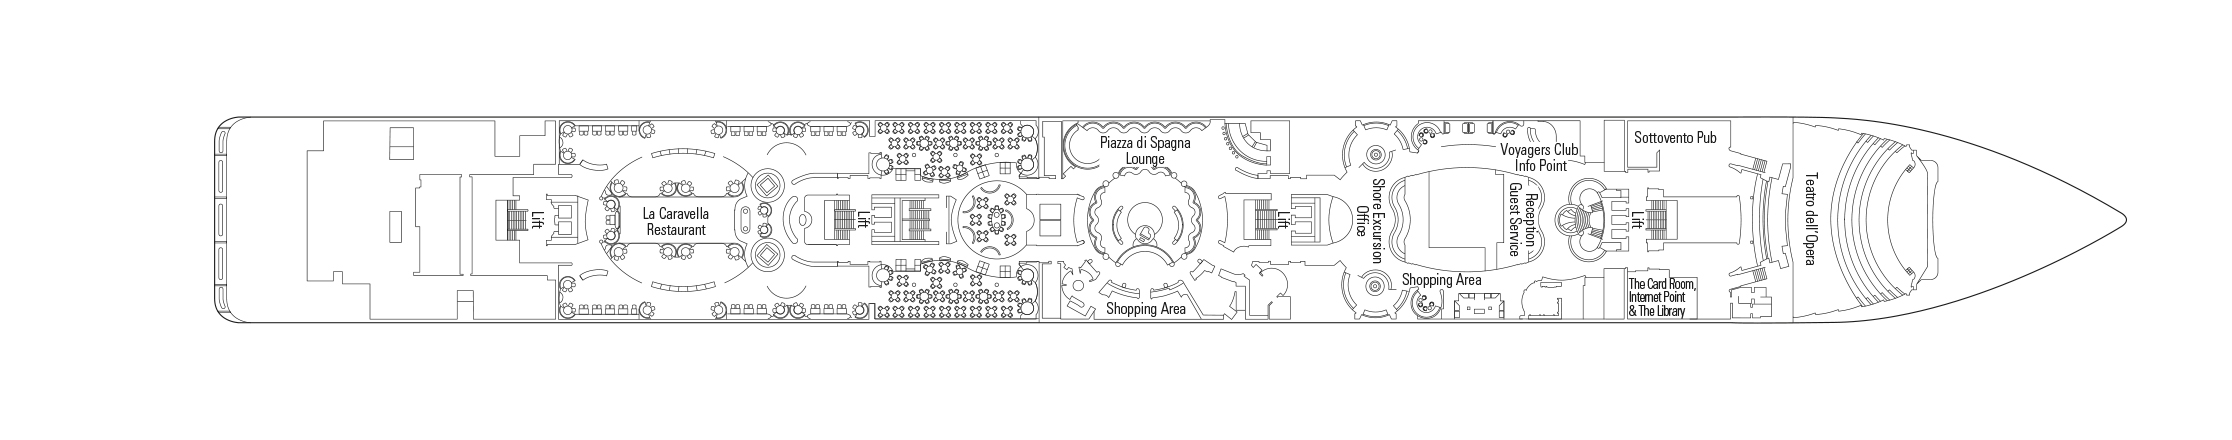 La Caravella
Restaurant
Lift
Lift
Piazza di Spagna
Lounge
Shopping Area
Lift
Shore Excursion
Office
Shopping Area
Voyagers Club
Info Point
Reception
Guest Service
Lift
Sottovento Pub
The Card Room,
Internet Point
& The Library
Teatro dell'Opera